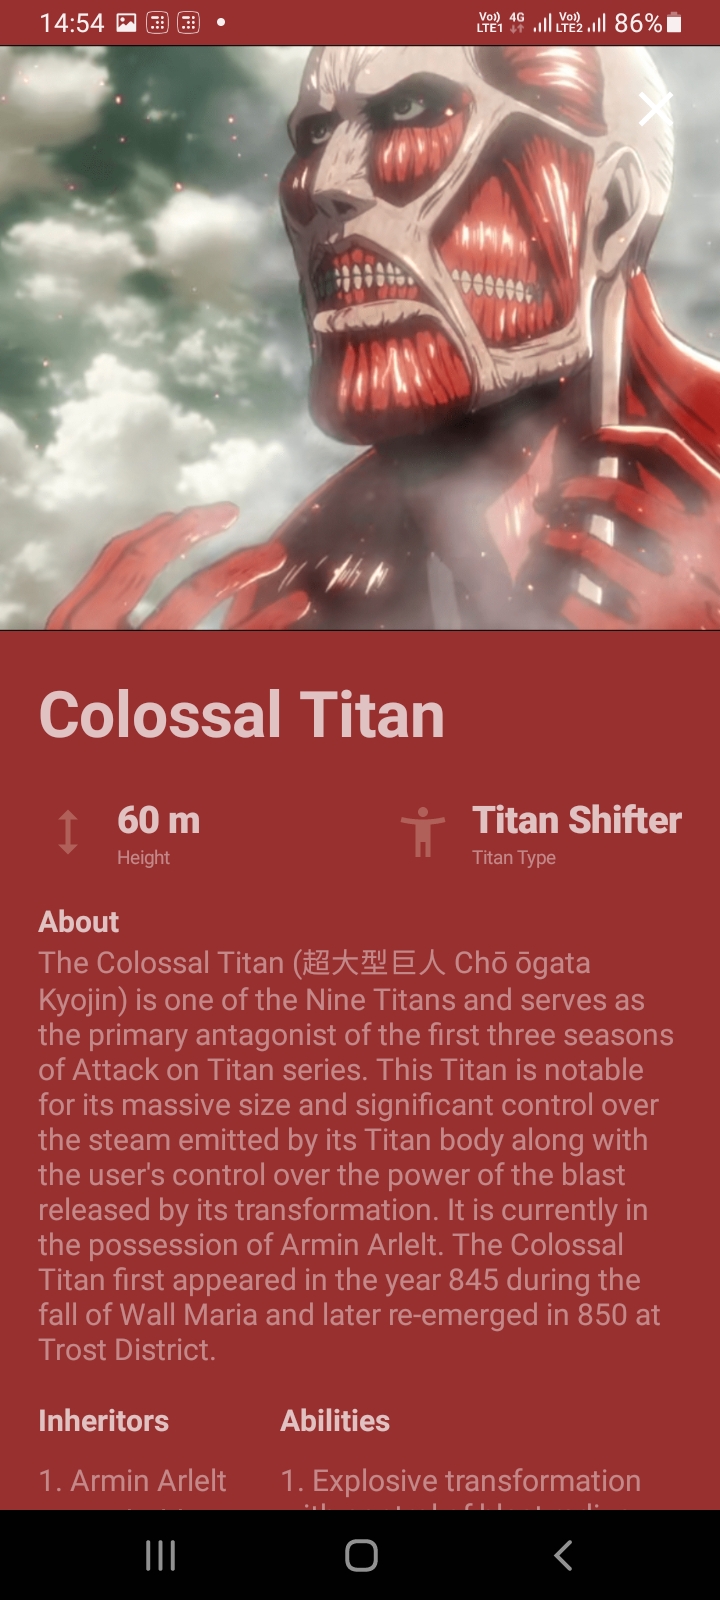 14:54
Vo)) 4G Vo)) 86%
LTE1 LTE2
Colossal Titan
60 m
Height
Titan Shifter
Titan Type
About
The Colossal Titan (超大型巨人 Chō ōgata
Kyojin) is one of the Nine Titans and serves as
the primary antagonist of the first three seasons
of Attack on Titan series. This Titan is notable
for its massive size and significant control over
the steam emitted by its Titan body along with
the user's control over the power of the blast
released by its transformation. It is currently in
the possession of Armin Arlelt. The Colossal
Titan first appeared in the year 845 during the
fall of Wall Maria and later re-emerged in 850 at
Trost District.
Inheritors
Abilities
1. Armin Arlelt
1. Explosive transformation